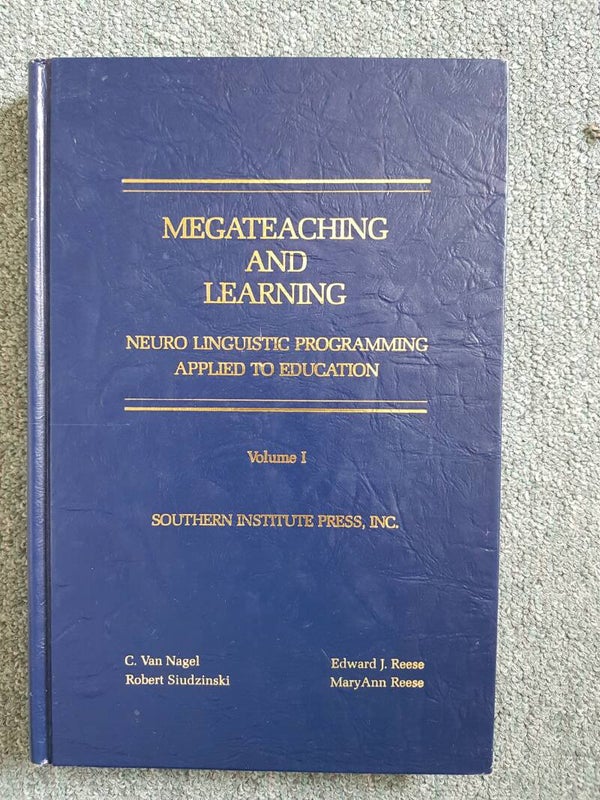 MEGATEACHING
AND
LEARNING
NEURO LINGUISTIC PROGRAMMING
APPLIED TO EDUCATION
Volume I
SOUTHERN INSTITUTE PRESS, INC.
C. Van Nagel
Robert Siudzinski
Edward J. Reese
MaryAnn Reese